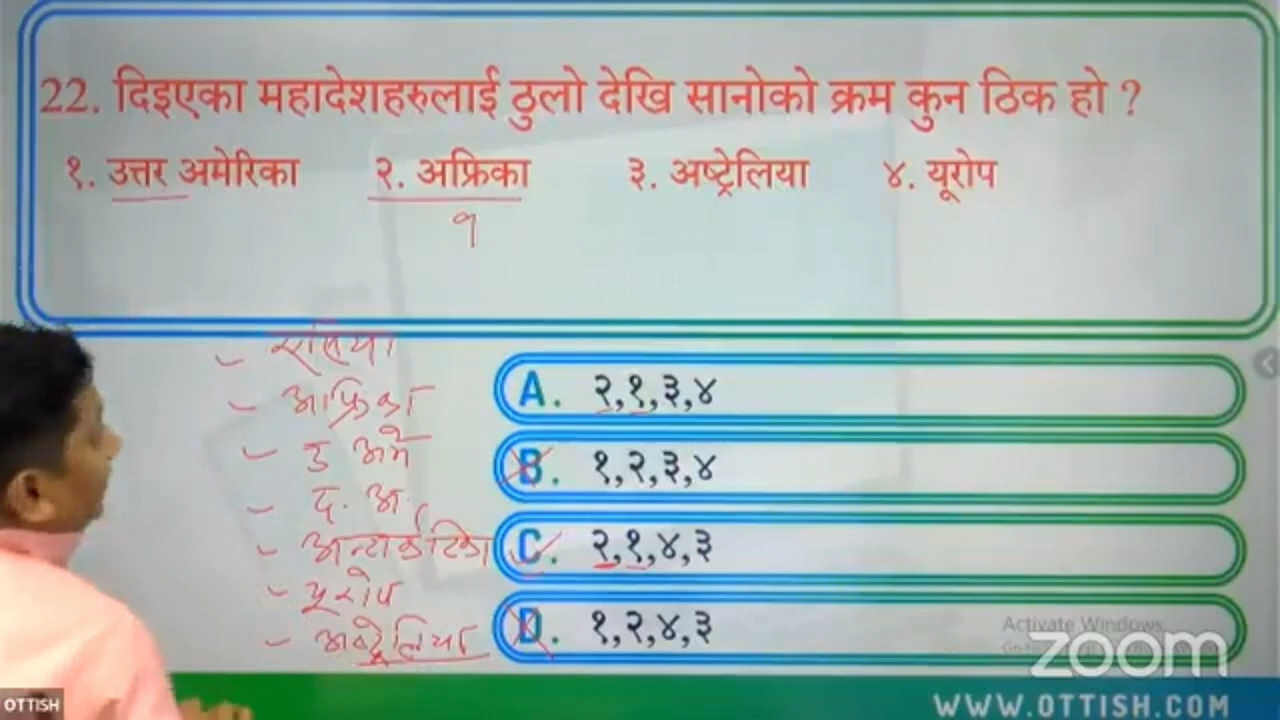 22. दिइएका महादेशहरुलाई ठुलो देखि सानोको क्रम कुन ठिक हो ?
१. उत्तर अमेरिका २. अफ्रिका ३. अष्ट्रेलिया ४. यूरोप
१
- एसिया
- अफ्रिका
- उ अमे
- द. अ.
- अन्टार्कटिका
- यूरोप
- अष्ट्रेलिया
A. २,१,३,४
B. १,२,३,४
C. २,१,४,३
D. १,२,४,३
Activate Windows
zoom
OTTISH
WWW.OTTISH.COM